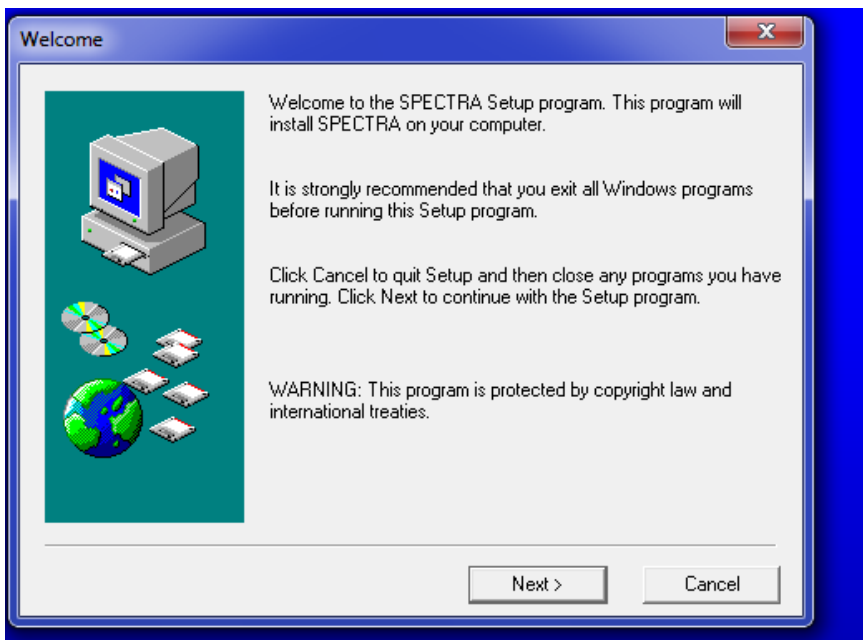 Welcome
Welcome to the SPECTRA Setup program. This program will
install SPECTRA on your computer.
It is strongly recommended that you exit all Windows programs
before running this Setup program.
Click Cancel to quit Setup and then close any programs you have
running. Click Next to continue with the Setup program.
WARNING: This program is protected by copyright law and
international treaties.
Next >
Cancel